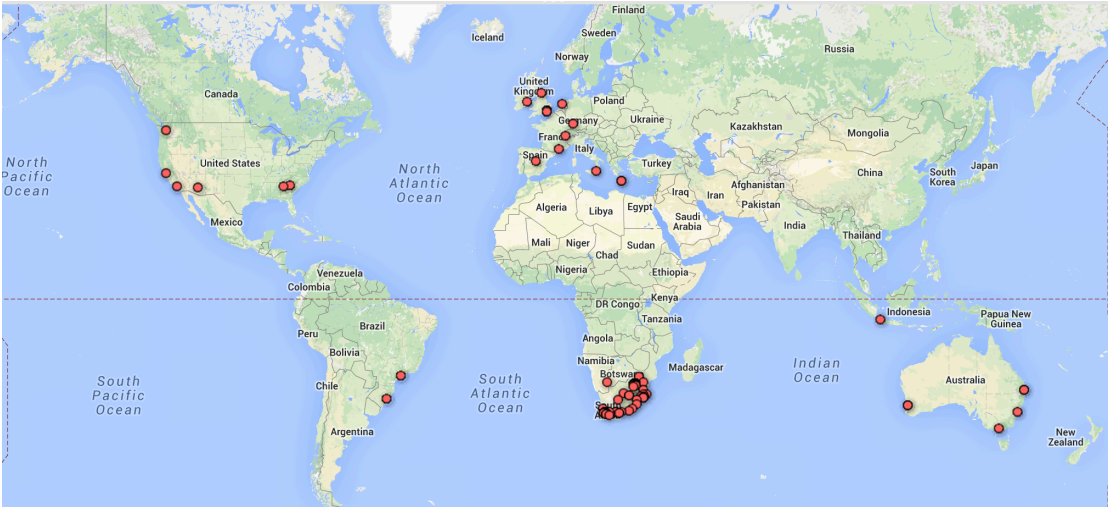 Finland
Iceland
Sweden
Russia
Norway
United
Kingdom
Canada
Poland
Germany
Ukraine
Kazakhstan
Mongolia
France
Italy
Spain
United States
North
Pacific
Ocean
North
Atlantic
Ocean
Turkey
China
Japan
South
Korea
Iraq
Iran
Afghanistan
Pakistan
Algeria
Libya
Egypt
Saudi
Arabia
Mexico
India
Thailand
Mali
Niger
Chad
Sudan
Nigeria
Ethiopia
Venezuela
Colombia
DR Congo
Kenya
Tanzania
Indonesia
Papua New
Guinea
Peru
Brazil
Angola
Bolivia
Namibia
Botswana
Madagascar
Indian
Ocean
South
Pacific
Ocean
Chile
South
Atlantic
Ocean
Australia
Argentina
New
Zealand